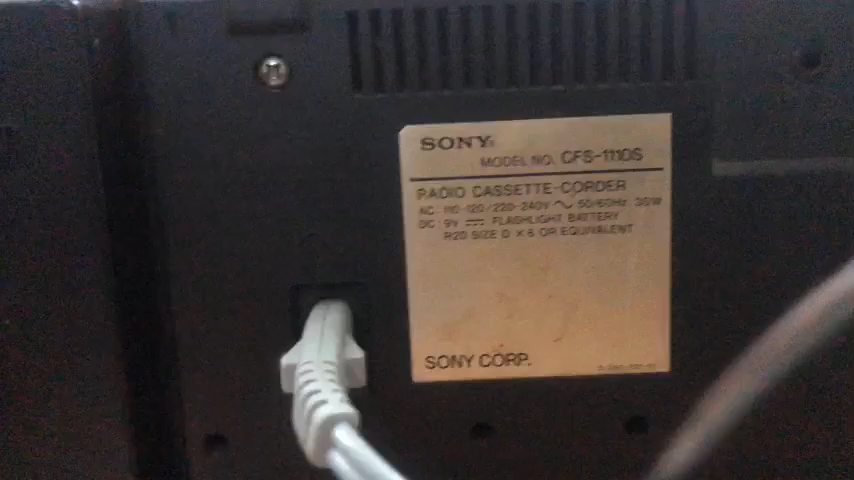 SONY
MODEL NO. CFS-1110S
RADIO CASSETTE-CORDER
AC: 110-120/220-240V ～ 50/60Hz 30W
DC: 9V ⎓ FLASHLIGHT BATTERY
R20 SIZE D × 6 OR EQUIVALENT
SONY CORP.